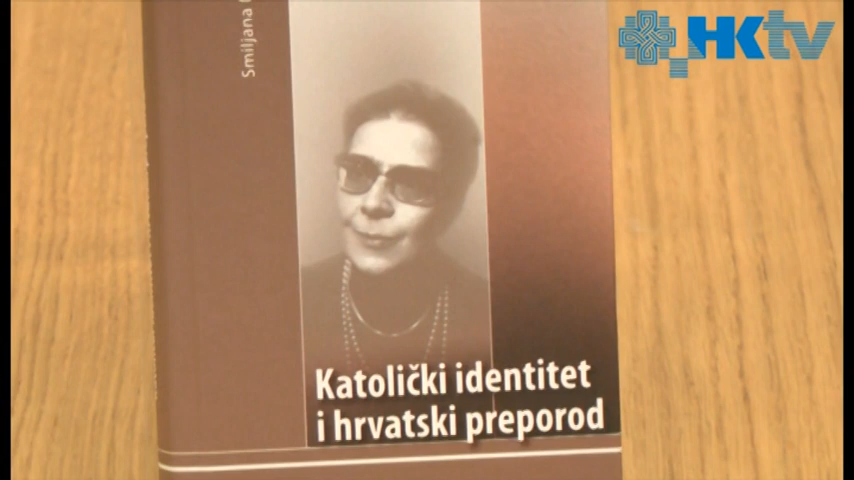 HKtv
Smiljana
Katolički identitet
i hrvatski preporod